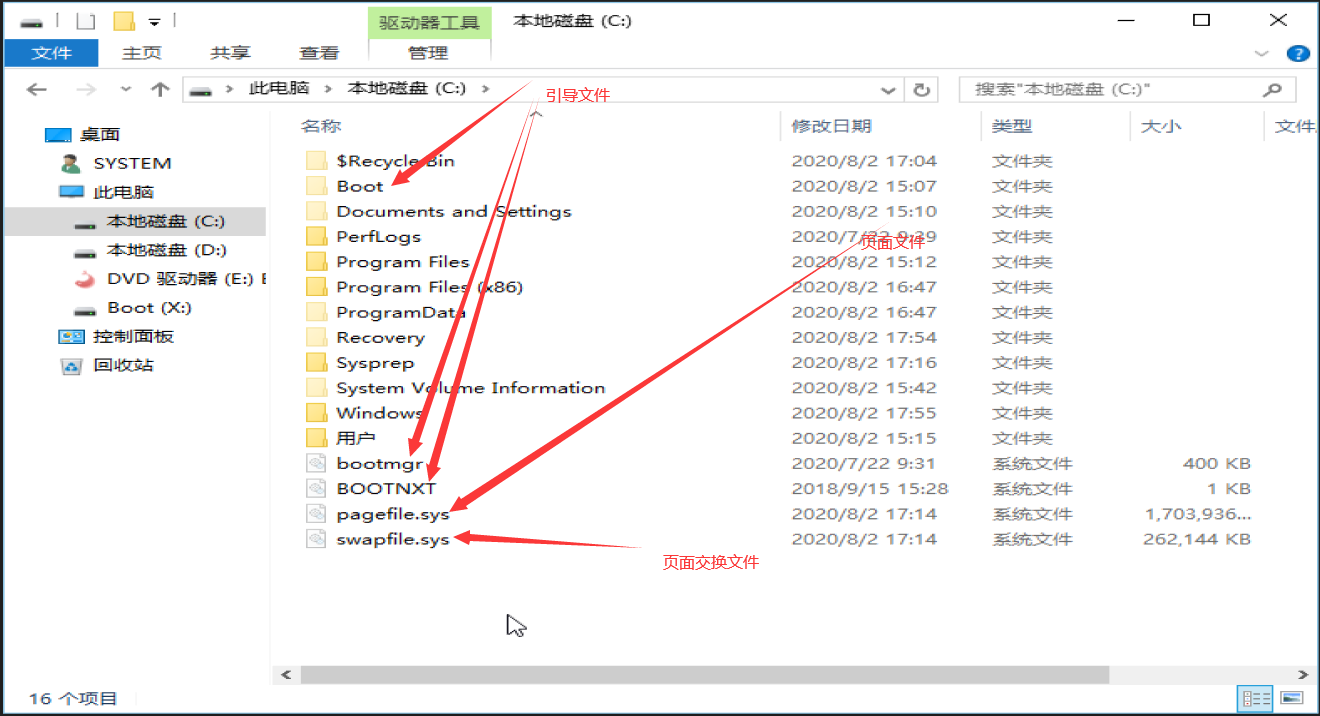 驱动器工具 本地磁盘 (C:)
文件 主页 共享 查看 管理
此电脑 本地磁盘 (C:) 搜索"本地磁盘 (C:)"
引导文件
名称 修改日期 类型 大小 文件
桌面
SYSTEM
此电脑
本地磁盘 (C:)
本地磁盘 (D:)
DVD 驱动器 (E:)
Boot (X:)
控制面板
回收站
$Recycle.Bin 2020/8/2 17:04 文件夹
Boot 2020/8/2 15:07 文件夹
Documents and Settings 2020/8/2 15:10 文件夹
PerfLogs 文件夹
页面文件
Program Files 2020/8/2 15:12 文件夹
Program Files (x86) 2020/8/2 16:47 文件夹
ProgramData 2020/8/2 16:47 文件夹
Recovery 2020/8/2 17:54 文件夹
Sysprep 2020/8/2 17:16 文件夹
System Volume Information 2020/8/2 15:42 文件夹
Windows 2020/8/2 17:55 文件夹
用户 2020/8/2 15:15 文件夹
bootmgr 2020/7/22 9:31 系统文件 400 KB
BOOTNXT 2018/9/15 15:28 系统文件 1 KB
pagefile.sys 2020/8/2 17:14 系统文件 1,703,936...
swapfile.sys 2020/8/2 17:14 系统文件 262,144 KB
页面交换文件
16 个项目